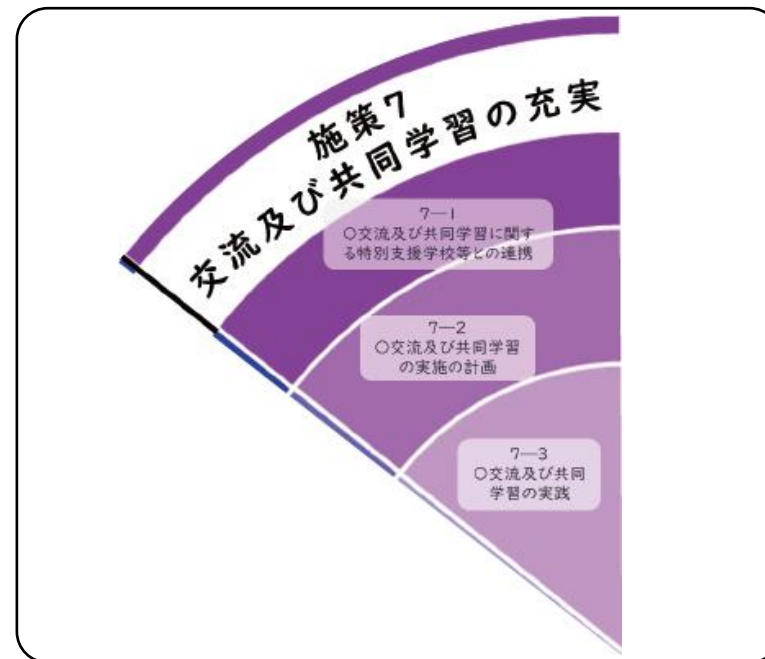 施策7
交流及び共同学習の充実
7―1
○交流及び共同学習に関す
る特別支援学校等との連携
7―2
○交流及び共同学習
の実施の計画
7―3
○交流及び共同
学習の実践